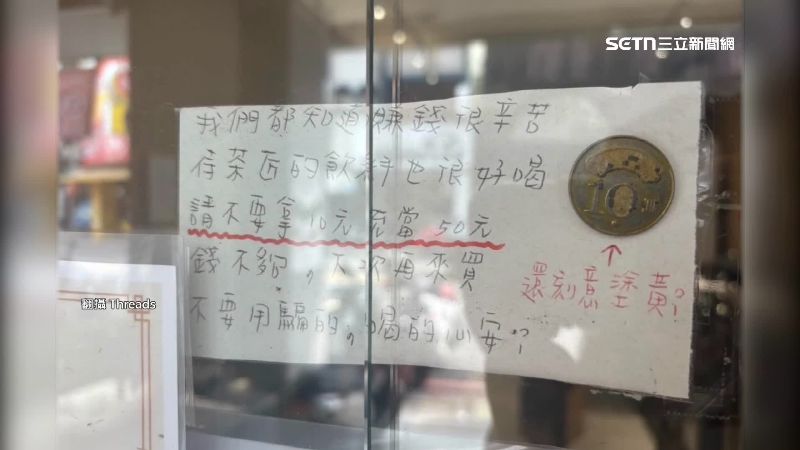 SETN三立新聞網
我們都知道賺錢很辛苦
待茶匠的飲料也很好喝
請不要拿10元充當50元
錢不夠，下次再來買
不要用騙的，喝的心安?
10
還刻意塗黃?
翻攝 Threads